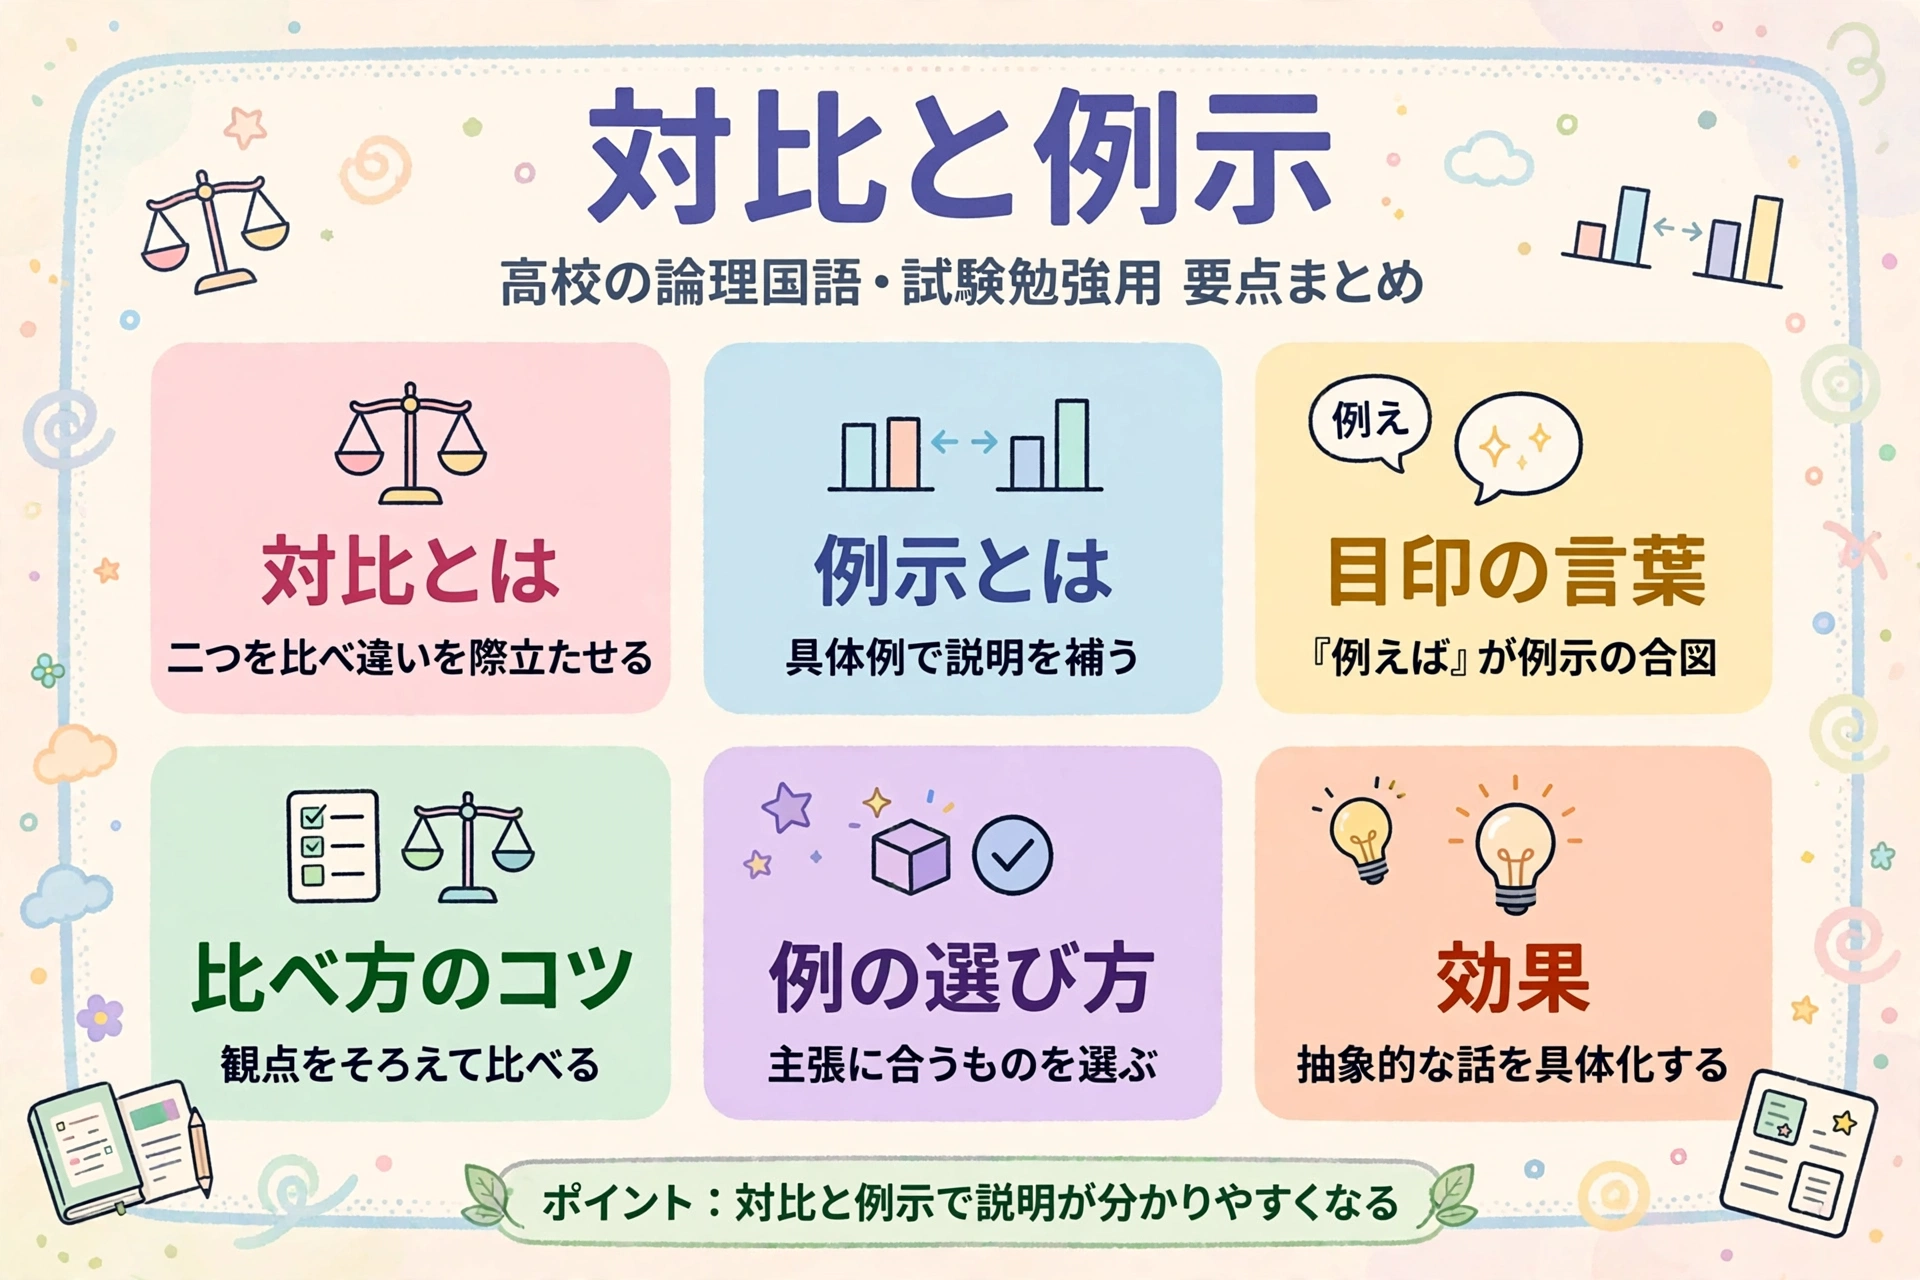 対比と例示
高校の論理国語・試験勉強用 要点まとめ
対比とは
二つを比べ違いを際立たせる
例示とは
具体例で説明を補う
例え
目印の言葉
『例えば』が例示の合図
比べ方のコツ
観点をそろえて比べる
例の選び方
主張に合うものを選ぶ
効果
抽象的な話を具体化する
ポイント：対比と例示で説明が分かりやすくなる